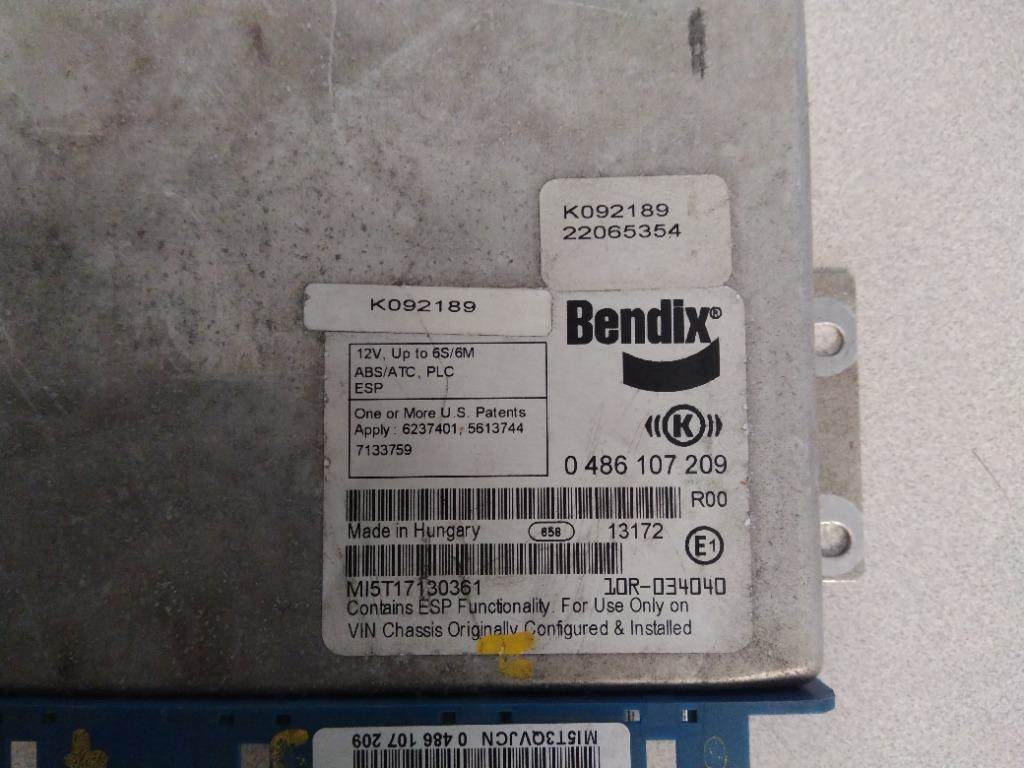 K092189
22065354
K092189
Bendix®
12V, Up to 6S/6M
ABS/ATC, PLC
ESP
One or More U.S. Patents
Apply : 6237401, 5613744
7133759
K
0 486 107 209
R00
Made in Hungary 658 13172
E1
MI5T17130361 10R-034040
Contains ESP Functionality. For Use Only on
VIN Chassis Originally Configured & Installed
MI5T3QVJCN 0 486 107 209